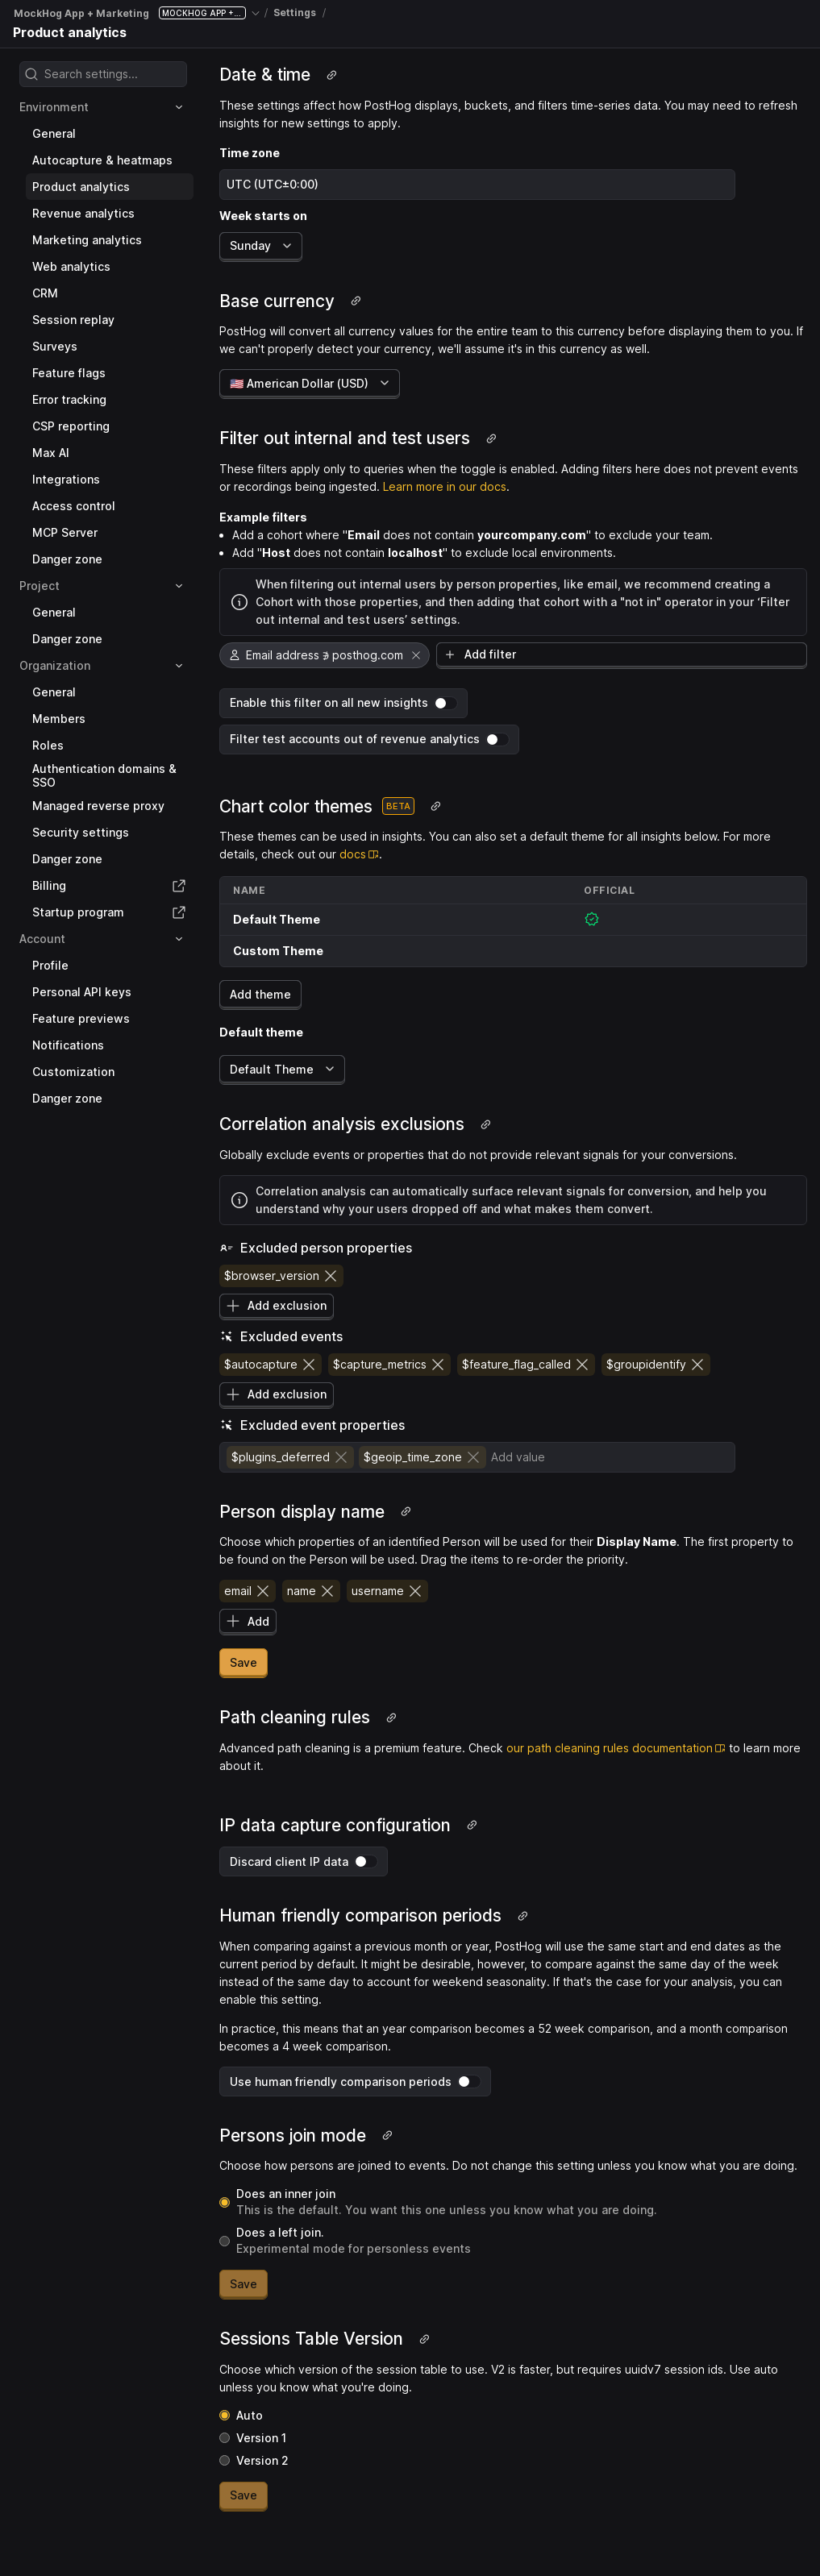 MockHog App + Marketing MOCKHOG APP +... / Settings /
Product analytics
Search settings...
Environment
General
Autocapture & heatmaps
Product analytics
Revenue analytics
Marketing analytics
Web analytics
CRM
Session replay
Surveys
Feature flags
Error tracking
CSP reporting
Max AI
Integrations
Access control
MCP Server
Danger zone
Project
General
Danger zone
Organization
General
Members
Roles
Authentication domains &
SSO
Managed reverse proxy
Security settings
Danger zone
Billing
Startup program
Account
Profile
Personal API keys
Feature previews
Notifications
Customization
Danger zone
Date & time
These settings affect how PostHog displays, buckets, and filters time-series data. You may need to refresh
insights for new settings to apply.
Time zone
UTC (UTC±0:00)
Week starts on
Sunday
Base currency
PostHog will convert all currency values for the entire team to this currency before displaying them to you. If
we can't properly detect your currency, we'll assume it's in this currency as well.
🇺🇸 American Dollar (USD)
Filter out internal and test users
These filters apply only to queries when the toggle is enabled. Adding filters here does not prevent events
or recordings being ingested. Learn more in our docs.
Example filters
• Add a cohort where "Email does not contain yourcompany.com" to exclude your team.
• Add "Host does not contain localhost" to exclude local environments.
When filtering out internal users by person properties, like email, we recommend creating a
Cohort with those properties, and then adding that cohort with a "not in" operator in your ‘Filter
out internal and test users’ settings.
Email address ∌ posthog.com
Add filter
Enable this filter on all new insights
Filter test accounts out of revenue analytics
Chart color themes BETA
These themes can be used in insights. You can also set a default theme for all insights below. For more
details, check out our docs.
NAME OFFICIAL
Default Theme
Custom Theme
Add theme
Default theme
Default Theme
Correlation analysis exclusions
Globally exclude events or properties that do not provide relevant signals for your conversions.
Correlation analysis can automatically surface relevant signals for conversion, and help you
understand why your users dropped off and what makes them convert.
Excluded person properties
$browser_version
Add exclusion
Excluded events
$autocapture $capture_metrics $feature_flag_called $groupidentify
Add exclusion
Excluded event properties
$plugins_deferred $geoip_time_zone Add value
Person display name
Choose which properties of an identified Person will be used for their Display Name. The first property to
be found on the Person will be used. Drag the items to re-order the priority.
email name username
Add
Save
Path cleaning rules
Advanced path cleaning is a premium feature. Check our path cleaning rules documentation to learn more
about it.
IP data capture configuration
Discard client IP data
Human friendly comparison periods
When comparing against a previous month or year, PostHog will use the same start and end dates as the
current period by default. It might be desirable, however, to compare against the same day of the week
instead of the same day to account for weekend seasonality. If that's the case for your analysis, you can
enable this setting.
In practice, this means that an year comparison becomes a 52 week comparison, and a month comparison
becomes a 4 week comparison.
Use human friendly comparison periods
Persons join mode
Choose how persons are joined to events. Do not change this setting unless you know what you are doing.
Does an inner join
This is the default. You want this one unless you know what you are doing.
Does a left join.
Experimental mode for personless events
Save
Sessions Table Version
Choose which version of the session table to use. V2 is faster, but requires uuidv7 session ids. Use auto
unless you know what you're doing.
Auto
Version 1
Version 2
Save